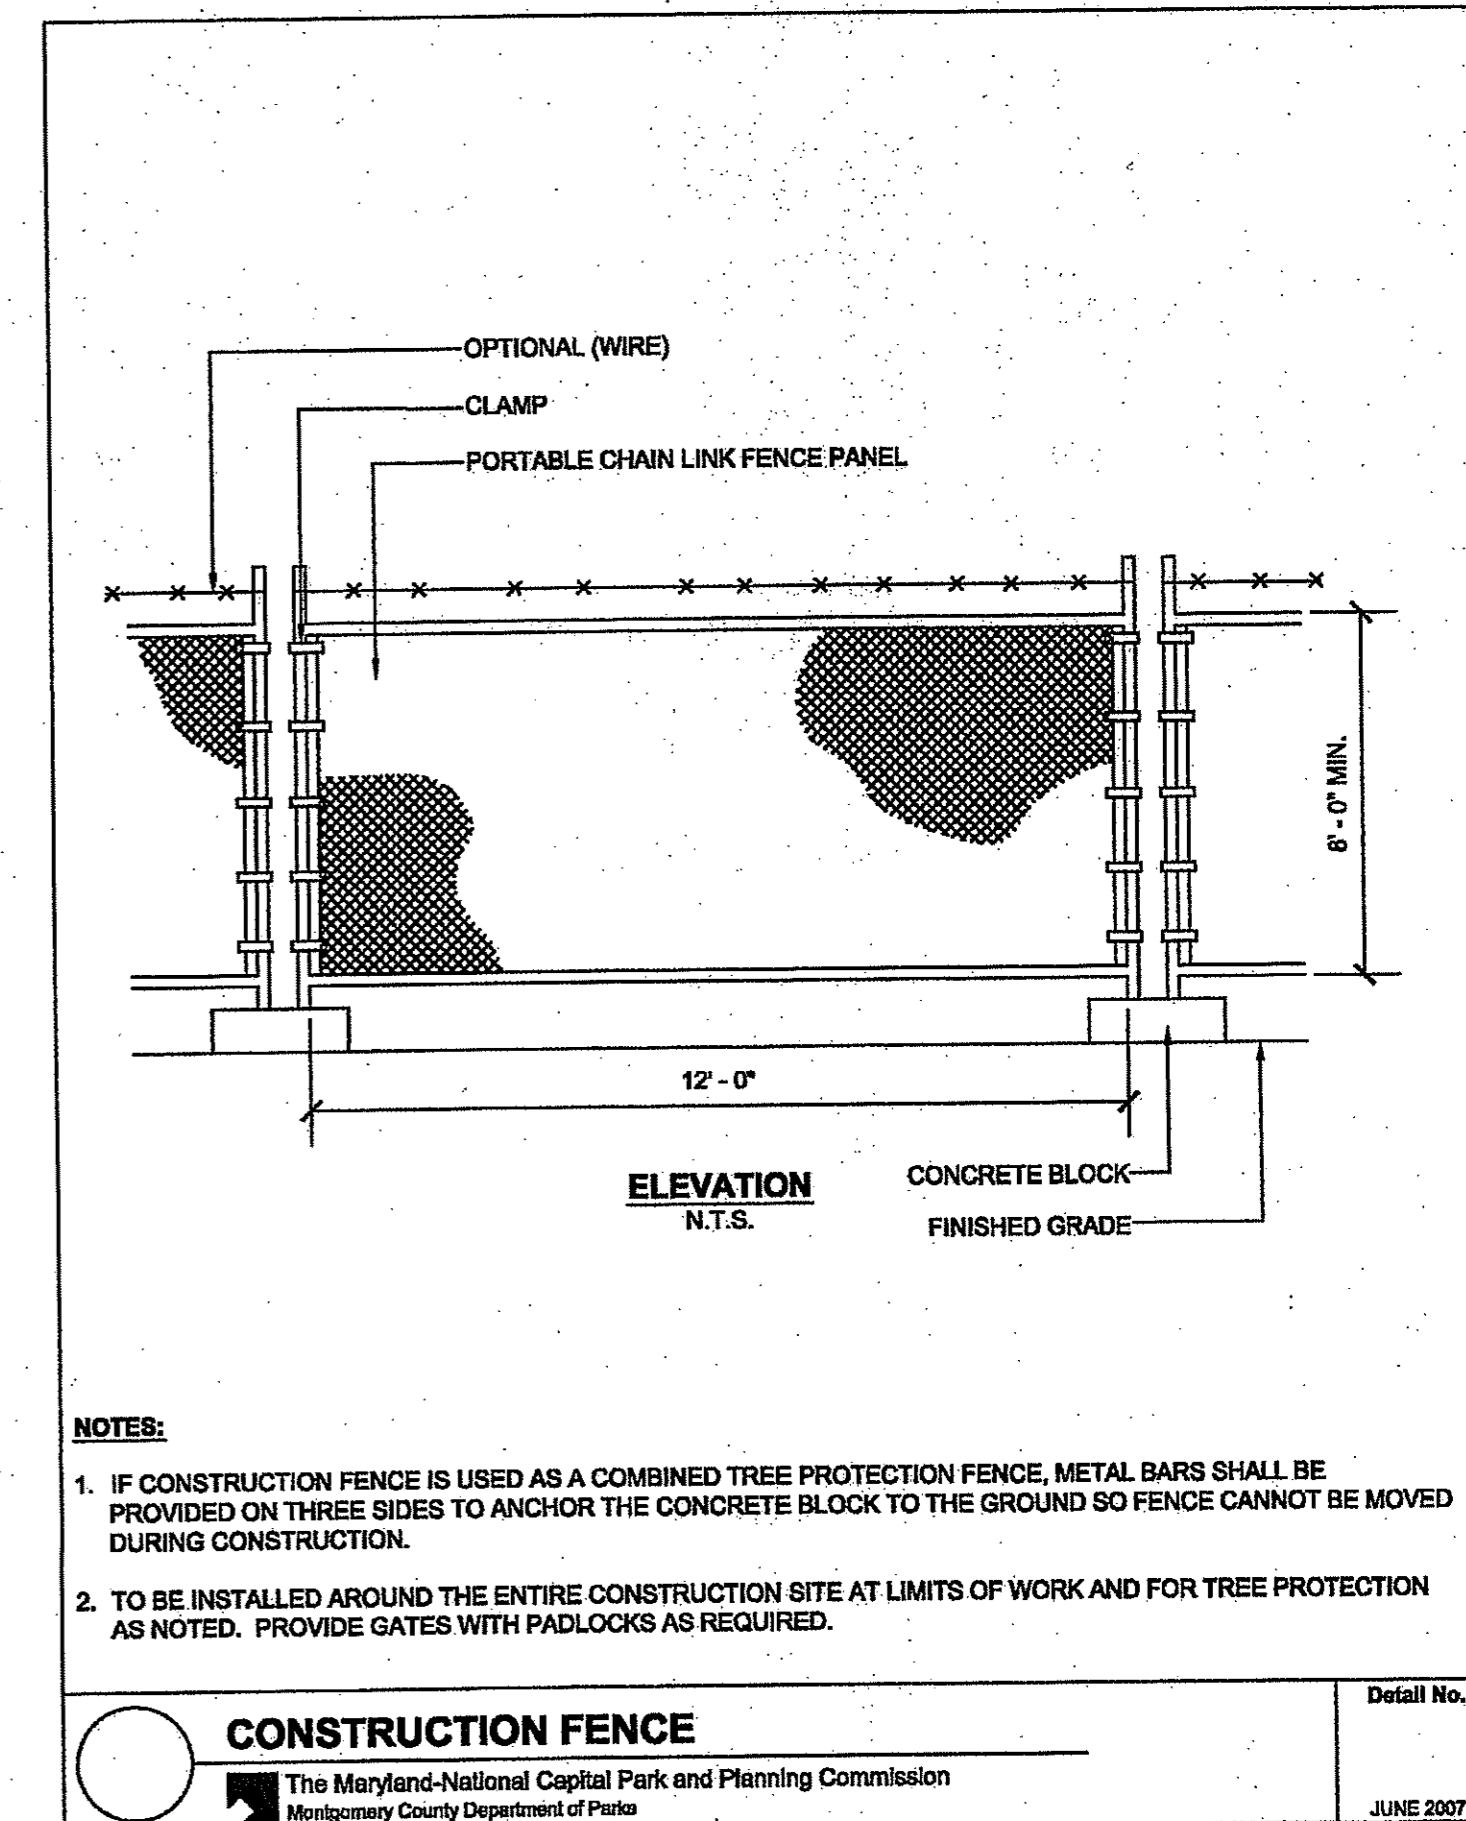 OPTIONAL (WIRE)
CLAMP
PORTABLE CHAIN LINK FENCE PANEL
6' - 0" MIN.
12' - 0"
ELEVATION
N.T.S.
CONCRETE BLOCK
FINISHED GRADE
NOTES:
1. IF CONSTRUCTION FENCE IS USED AS A COMBINED TREE PROTECTION FENCE, METAL BARS SHALL BE
PROVIDED ON THREE SIDES TO ANCHOR THE CONCRETE BLOCK TO THE GROUND SO FENCE CANNOT BE MOVED
DURING CONSTRUCTION.
2. TO BE INSTALLED AROUND THE ENTIRE CONSTRUCTION SITE AT LIMITS OF WORK AND FOR TREE PROTECTION
AS NOTED. PROVIDE GATES WITH PADLOCKS AS REQUIRED.
Detail No.
CONSTRUCTION FENCE
The Maryland-National Capital Park and Planning Commission
Montgomery County Department of Parks
JUNE 2007